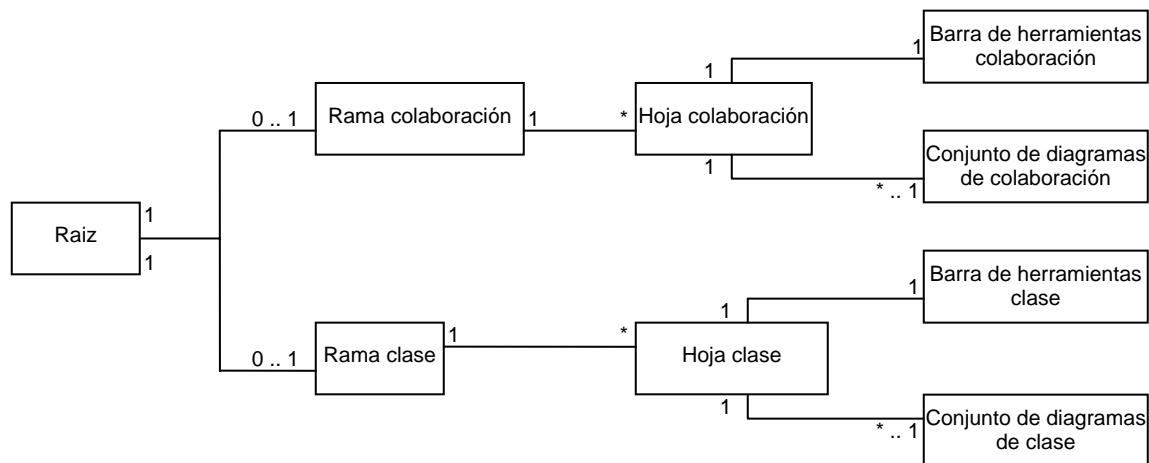 Barra de herramientas
colaboración
1
1
Rama colaboración
Hoja colaboración
0 .. 1
1
*
1
Conjunto de diagramas
de colaboración
* .. 1
Raiz
1
1
Barra de herramientas
clase
1
1
Rama clase
1
*
Hoja clase
0 .. 1
1
Conjunto de diagramas
de clase
* .. 1